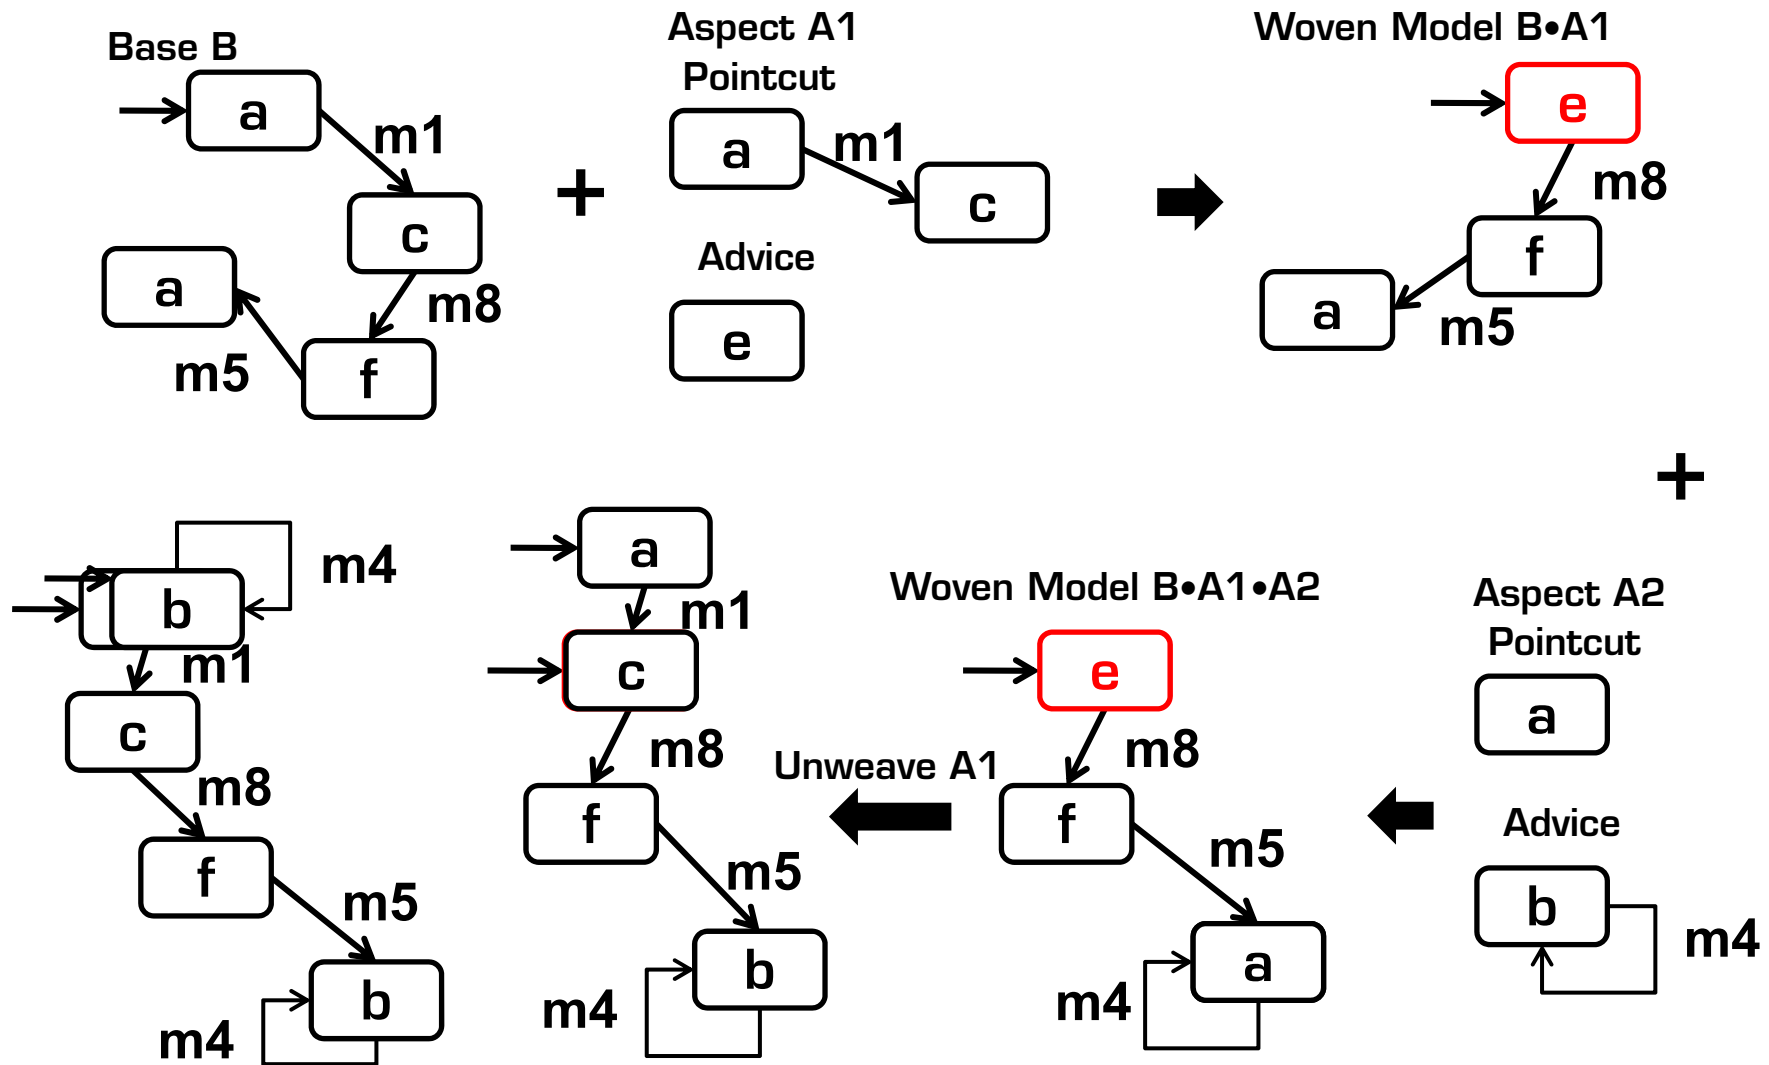 Base B
a
m1
c
m8
f
m5
a
+
Aspect A1
Pointcut
a
m1
c
Advice
e
Woven Model B•A1
e
m8
f
m5
a
+
Aspect A2
Pointcut
a
Advice
b
m4
Woven Model B•A1•A2
e
m8
f
m5
a
m4
Unweave A1
a
m1
c
m8
f
m5
b
m4
b
m4
m1
c
m8
f
m5
b
m4